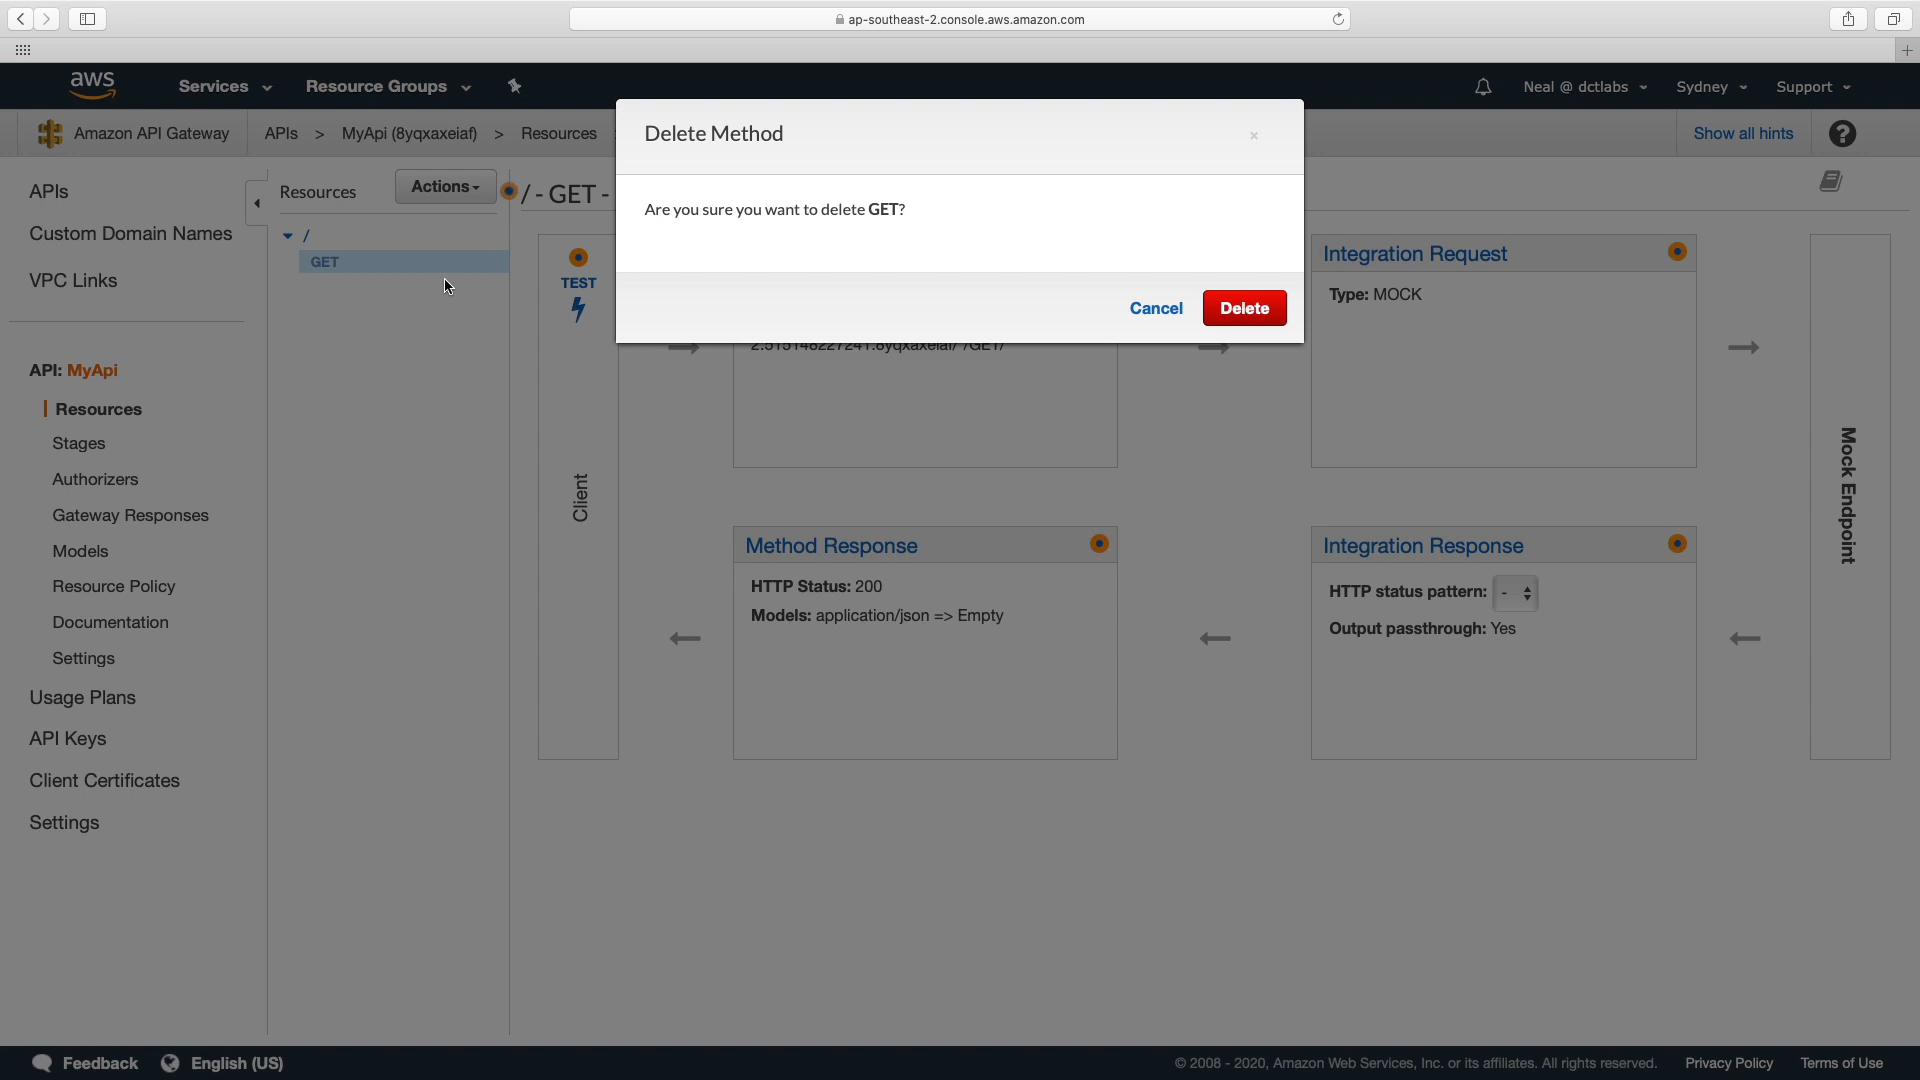 ap-southeast-2.console.aws.amazon.com
aws
Services
Resource Groups
Neal @ dctlabs
Sydney
Support
Amazon API Gateway
APIs > MyApi (8yqxaxeiaf) > Resources
Show all hints
?
Delete Method
×
Are you sure you want to delete GET?
Cancel
Delete
APIs
Custom Domain Names
VPC Links
API: MyApi
Resources
Stages
Authorizers
Gateway Responses
Models
Resource Policy
Documentation
Settings
Usage Plans
API Keys
Client Certificates
Settings
Resources
Actions
/
GET
/ - GET -
TEST
Client
Integration Request
Type: MOCK
Method Response
HTTP Status: 200
Models: application/json => Empty
Integration Response
HTTP status pattern: -
Output passthrough: Yes
Mock Endpoint
Feedback
English (US)
© 2008 - 2020, Amazon Web Services, Inc. or its affiliates. All rights reserved.
Privacy Policy
Terms of Use